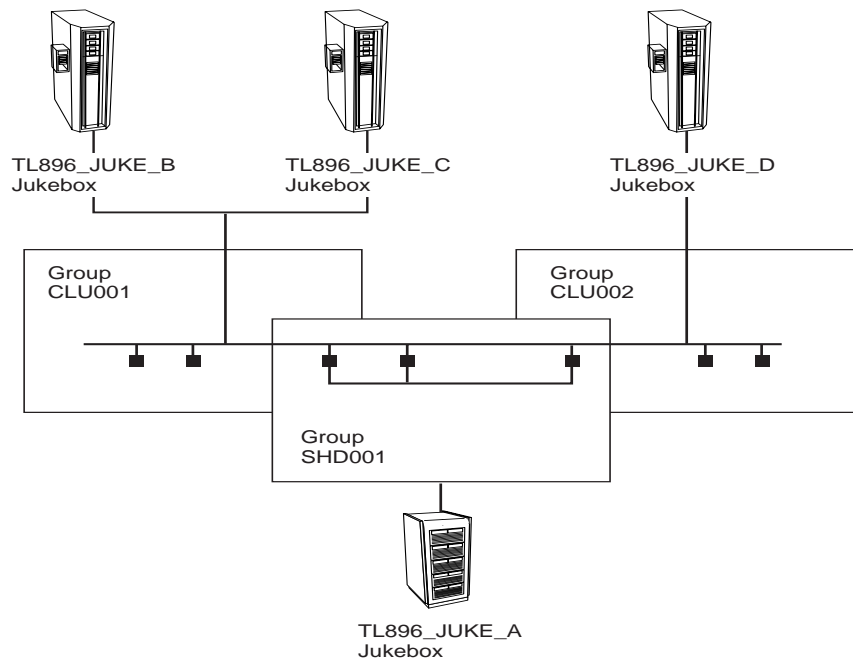 TL896_JUKE_B
Jukebox
TL896_JUKE_C
Jukebox
TL896_JUKE_D
Jukebox
Group
CLU001
Group
CLU002
Group
SHD001
TL896_JUKE_A
Jukebox